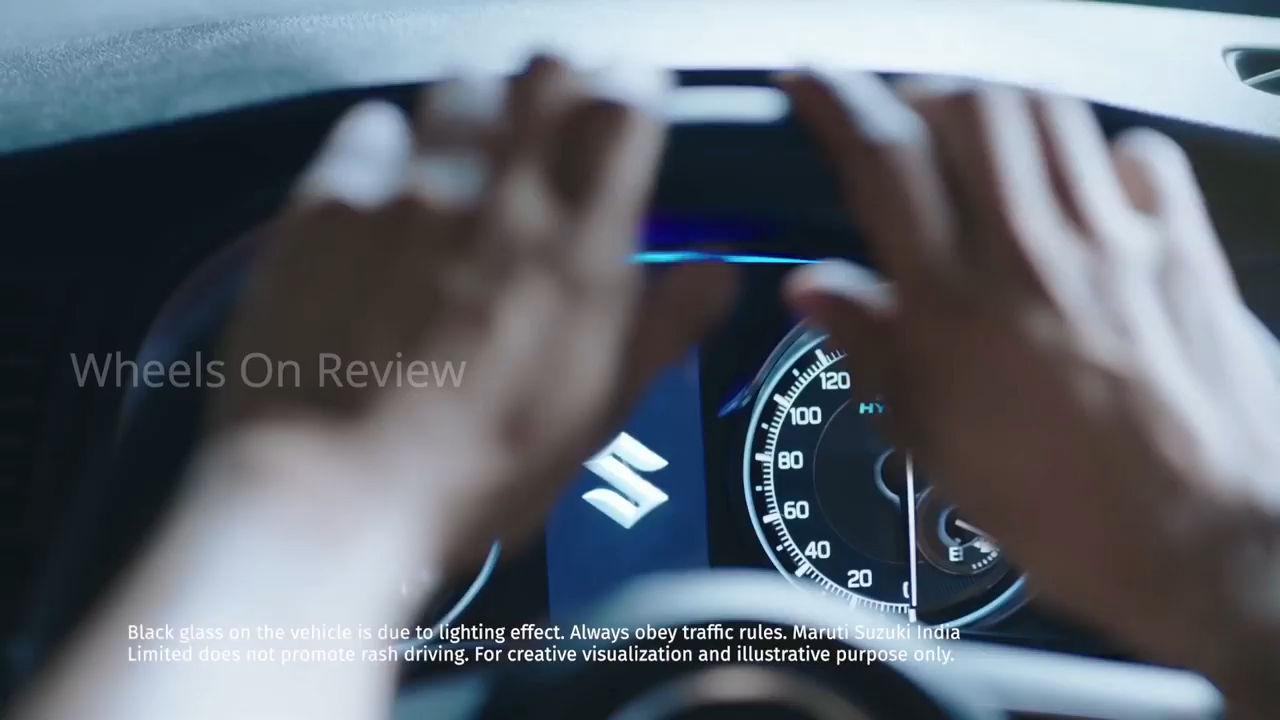 120
100
HY
80
Wheels On Review
60
E
40
20
0
Black glass on the vehicle is due to lighting effect. Always obey traffic rules. Maruti Suzuki India
Limited does not promote rash driving. For creative visualization and illustrative purpose only.